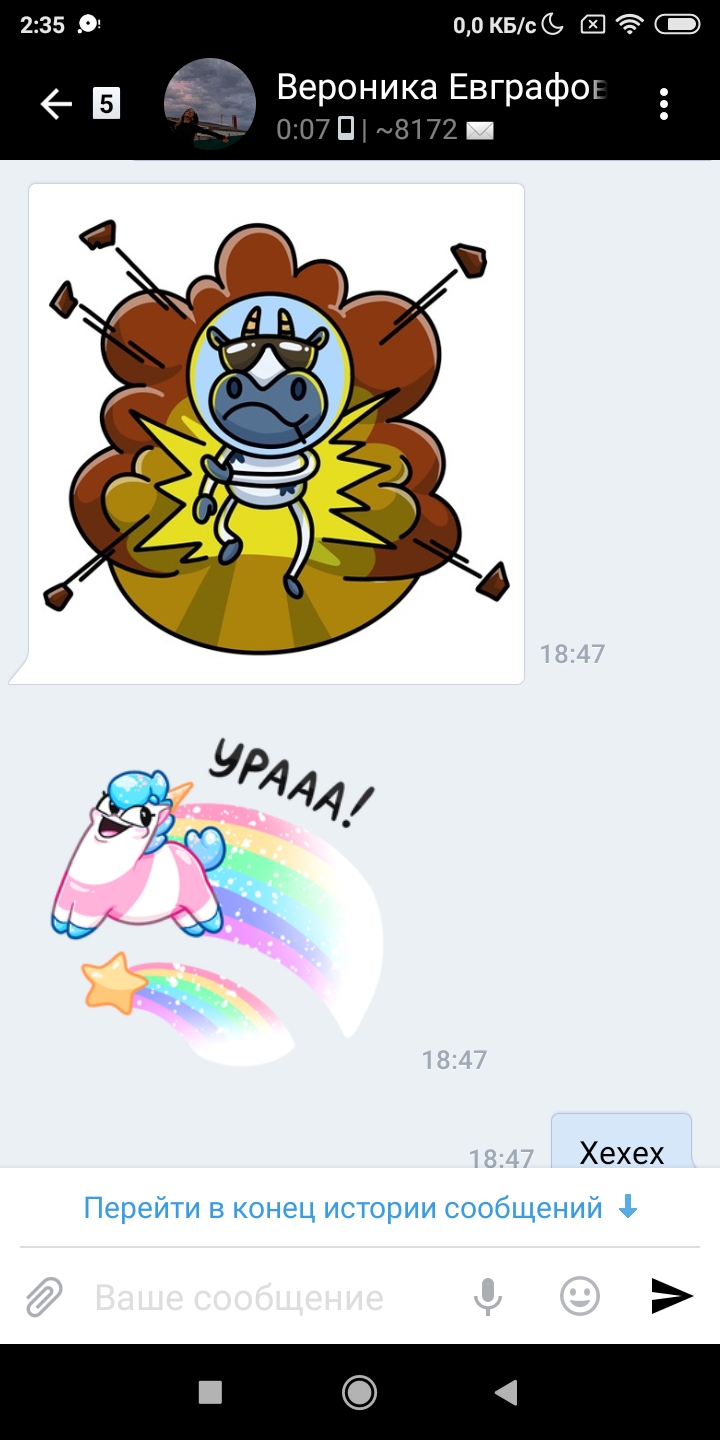 2:35
0,0 КБ/с
5
Вероника Евграфов
0:07 | ~8172
18:47
УРААА!
18:47
18:47
Хехех
Перейти в конец истории сообщений
Ваше сообщение